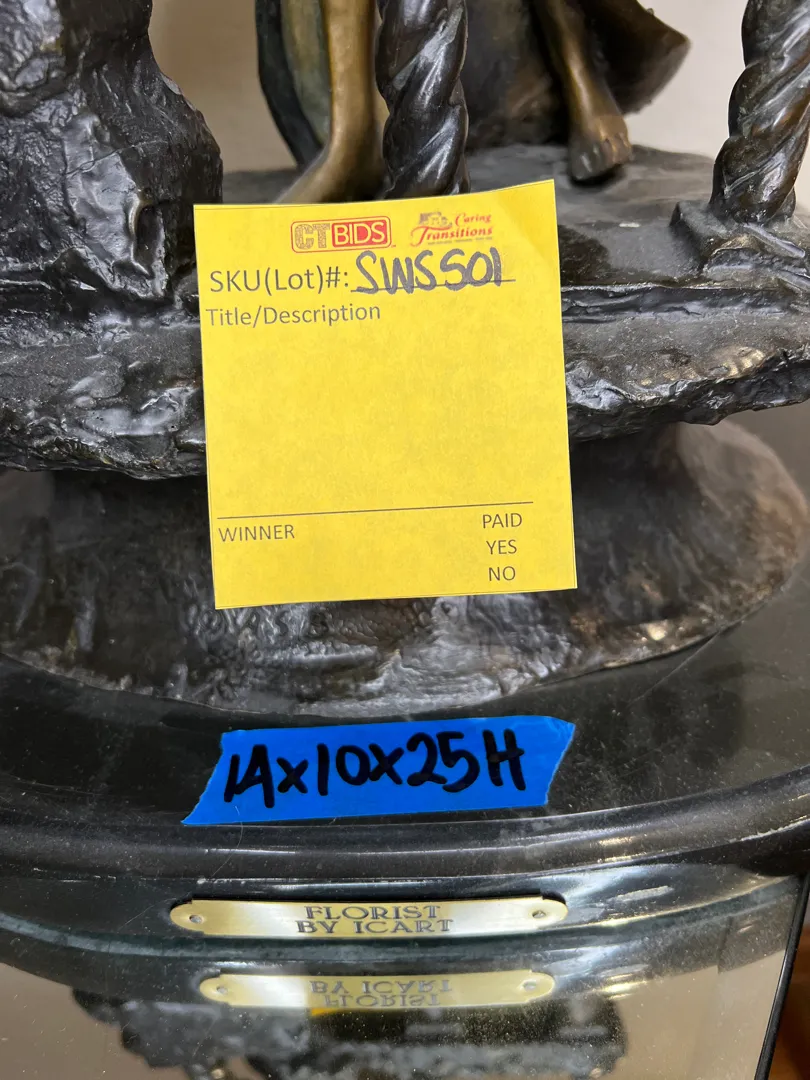 CTBIDS Caring Transitions
SKU(Lot)#: SWS501
Title/Description
WINNER PAID
YES
NO
14x10x25H
FLORIST
BY ICART